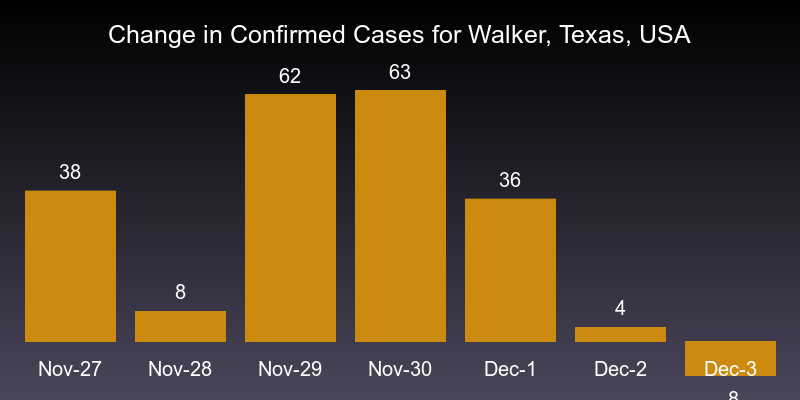 Change in Confirmed Cases for Walker, Texas, USA
38
8
62
63
36
4
Nov-27
Nov-28
Nov-29
Nov-30
Dec-1
Dec-2
Dec-3